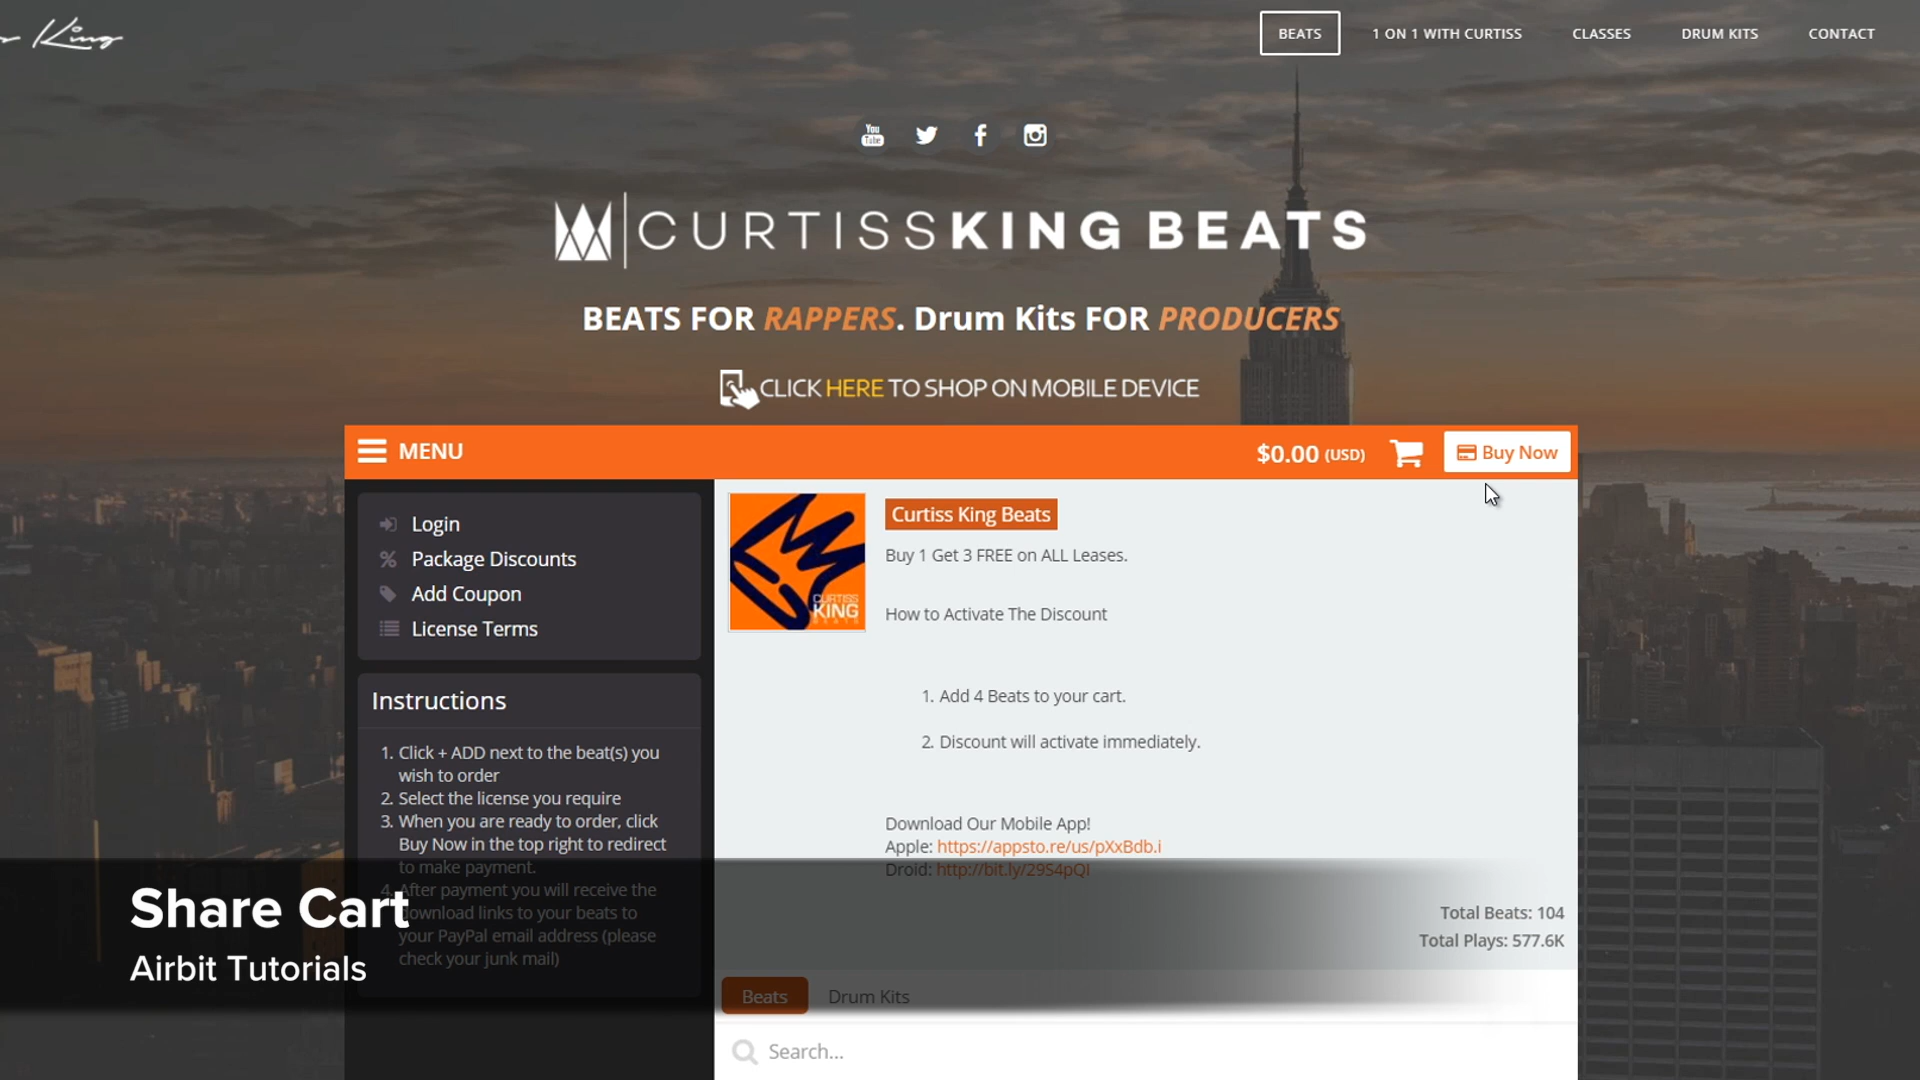 King
BEATS
1 ON 1 WITH CURTISS
CLASSES
DRUM KITS
CONTACT
You
Tube
CURTISSKING BEATS
BEATS FOR RAPPERS. Drum Kits FOR PRODUCERS
CLICK HERE TO SHOP ON MOBILE DEVICE
MENU
$0.00 (USD)
Buy Now
Login
Package Discounts
Add Coupon
License Terms
Instructions
1. Click + ADD next to the beat(s) you
wish to order
2. Select the license you require
3. When you are ready to order, click
Buy Now in the top right to redirect
to make payment.
4. After payment you will receive the
download links to your beats to
your PayPal email address (please
check your junk mail)
CURTISS
KING
BEATS
Curtiss King Beats
Buy 1 Get 3 FREE on ALL Leases.
How to Activate The Discount
1. Add 4 Beats to your cart.
2. Discount will activate immediately.
Download Our Mobile App!
Apple: https://appsto.re/us/pXxBdb.i
Droid: http://bit.ly/29S4pQI
Total Beats: 104
Total Plays: 577.6K
Beats
Drum Kits
Search...
Share Cart
Airbit Tutorials